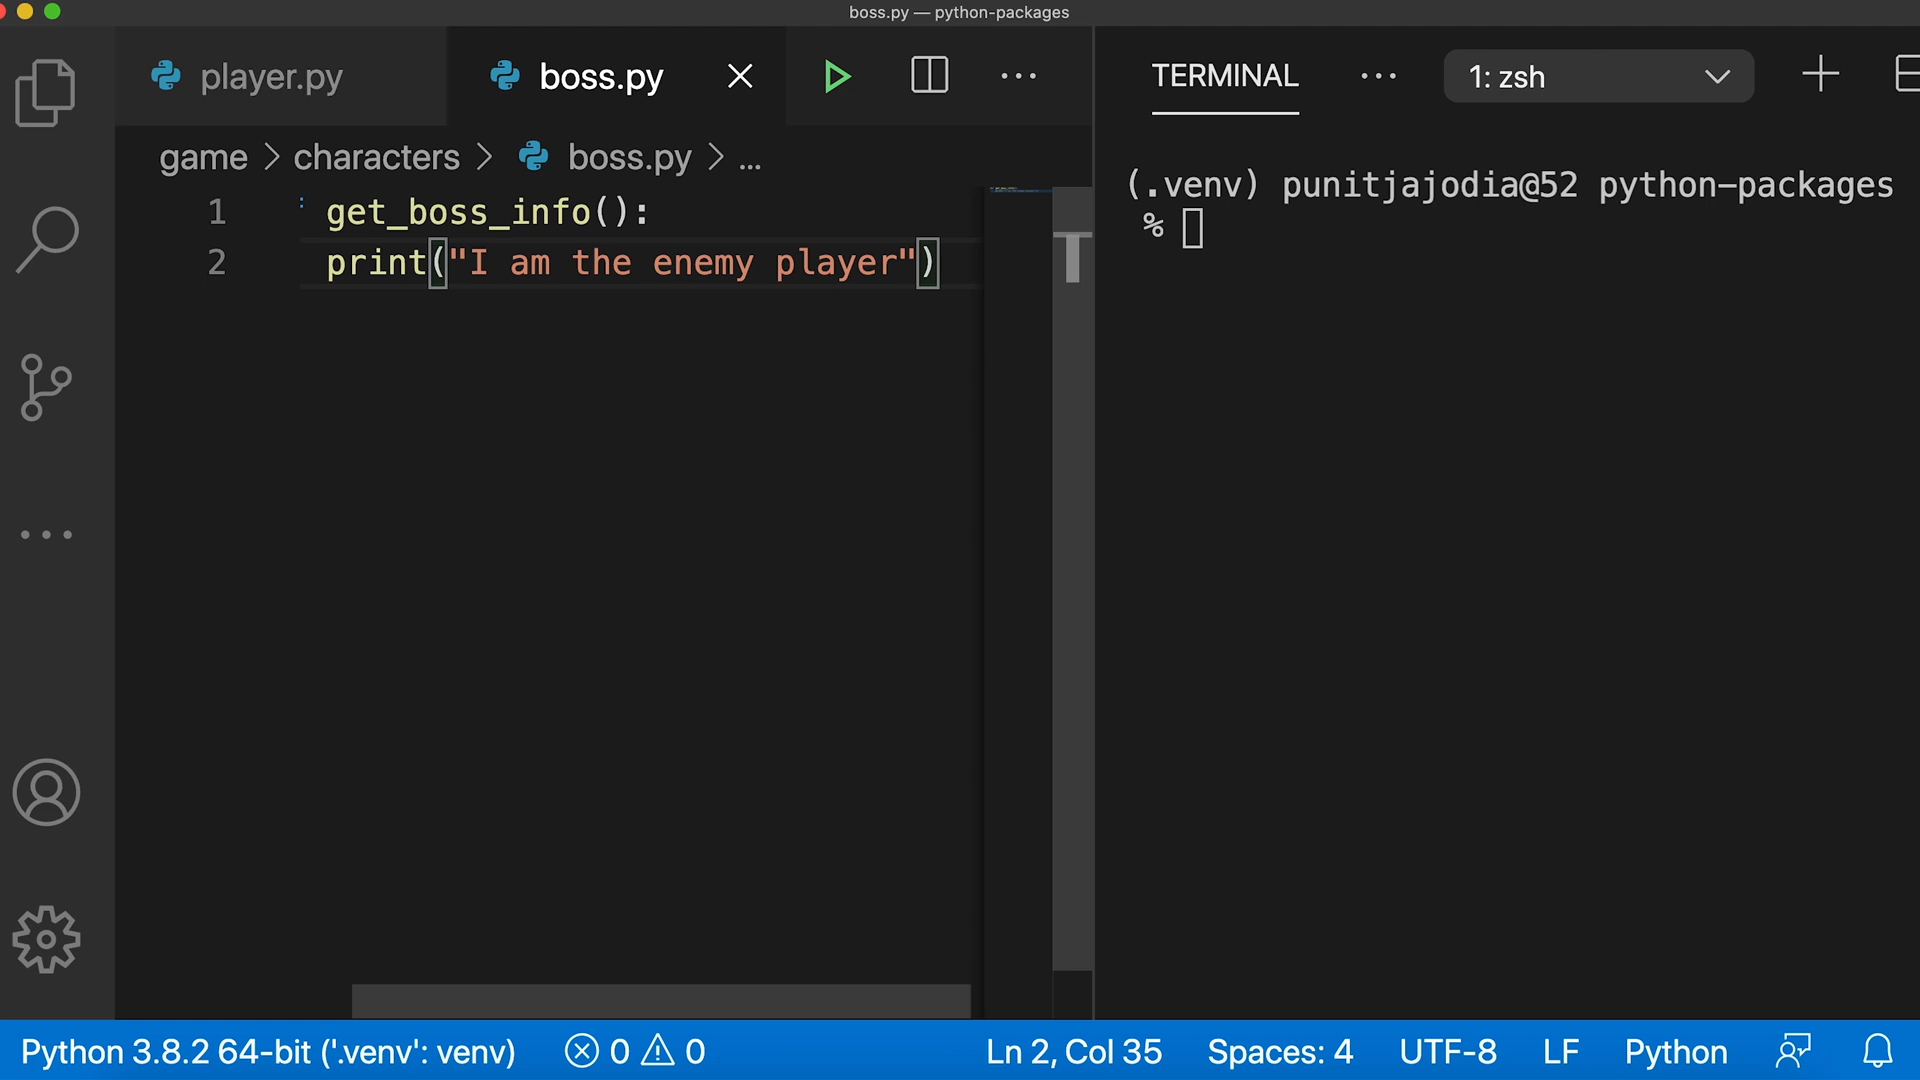 boss.py — python-packages
player.py
boss.py
TERMINAL
1: zsh
game > characters > boss.py > ...
1 get_boss_info():
2 print("I am the enemy player")
(.venv) punitjajodia@52 python-packages
%
Python 3.8.2 64-bit ('.venv': venv) 0 0 Ln 2, Col 35 Spaces: 4 UTF-8 LF Python